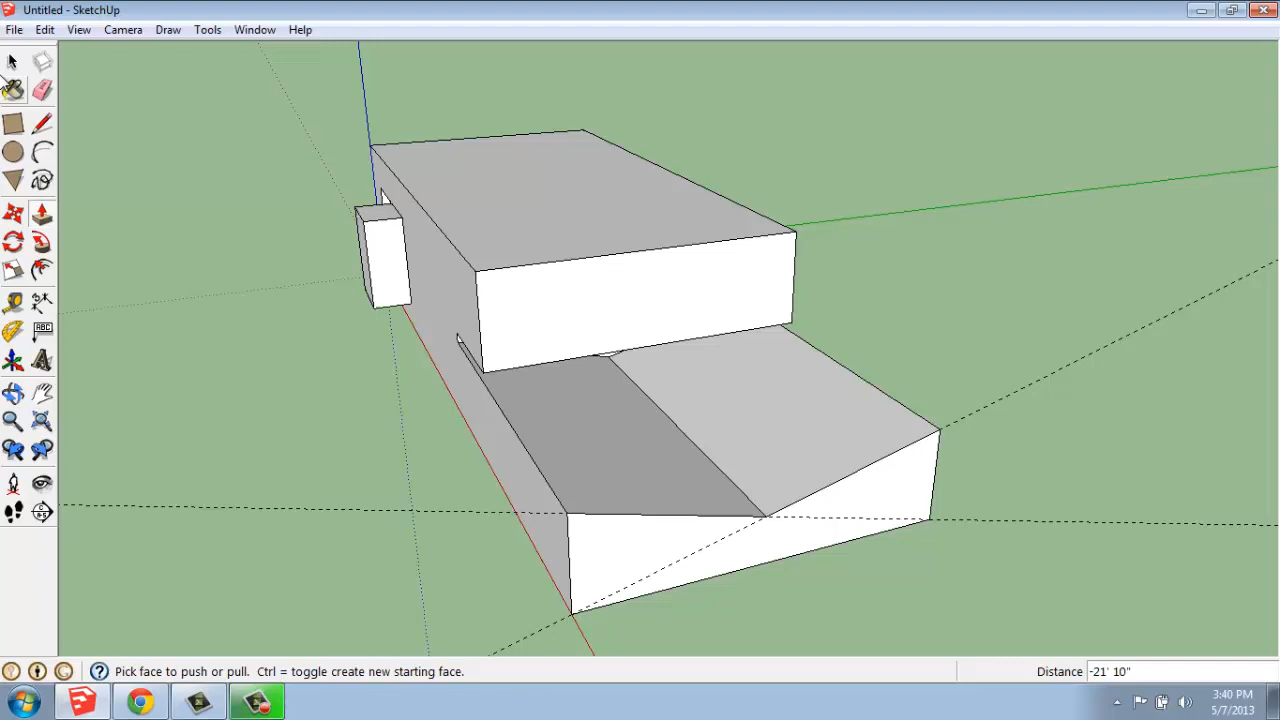 Untitled - SketchUp
File Edit View Camera Draw Tools Window Help
ABC
Pick face to push or pull. Ctrl = toggle create new starting face.
Distance -21' 10"
3:40 PM
5/7/2013